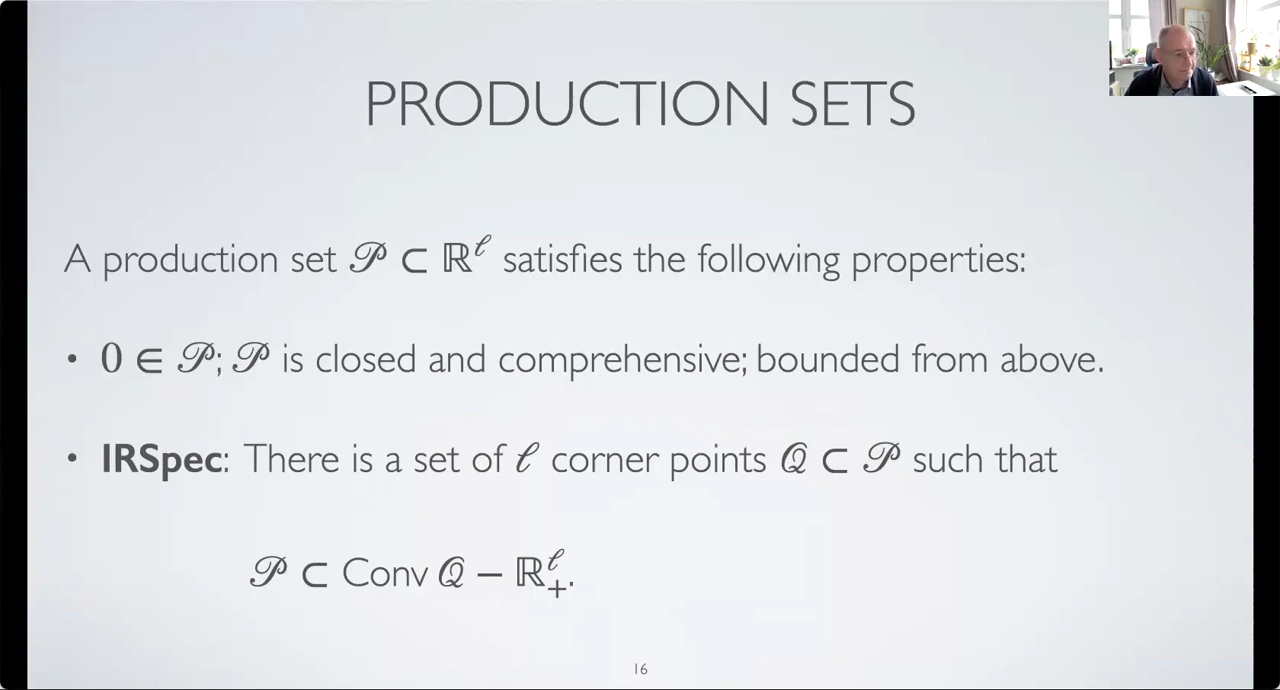 PRODUCTION SETS
A production set 𝒫 ⊂ ℝ^ℓ satisfies the following properties:
• 0 ∈ 𝒫; 𝒫 is closed and comprehensive; bounded from above.
• IRSpec: There is a set of ℓ corner points 𝒬 ⊂ 𝒫 such that
𝒫 ⊂ Conv 𝒬 − ℝ^ℓ_+.
16